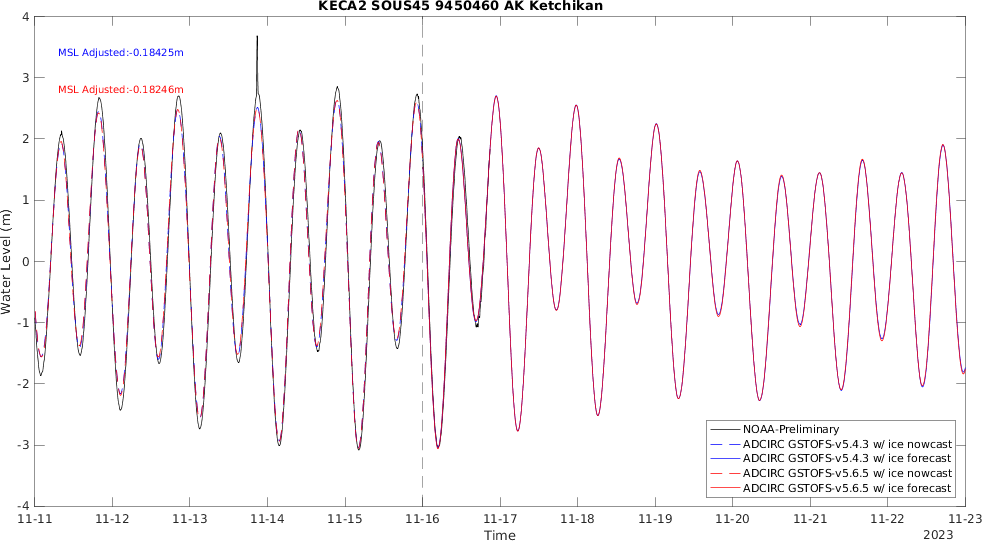 KECA2 SOUS45 9450460 AK Ketchikan
MSL Adjusted:-0.18425m
MSL Adjusted:-0.18246m
Water Level (m)
4
3
2
1
0
-1
-2
-3
-4
NOAA-Preliminary
ADCIRC GSTOFS-v5.4.3 w/ ice nowcast
ADCIRC GSTOFS-v5.4.3 w/ ice forecast
ADCIRC GSTOFS-v5.6.5 w/ ice nowcast
ADCIRC GSTOFS-v5.6.5 w/ ice forecast
11-11 11-12 11-13 11-14 11-15 11-16 11-17 11-18 11-19 11-20 11-21 11-22 11-23
Time
2023